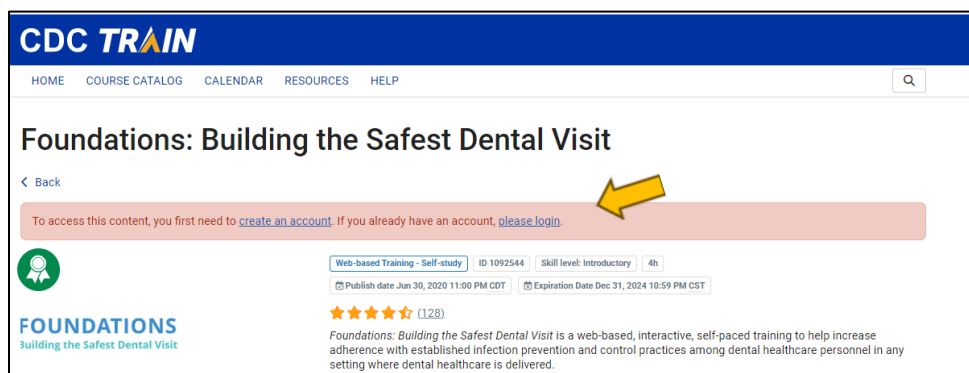 CDC TRAIN
HOME COURSE CATALOG CALENDAR RESOURCES HELP
Foundations: Building the Safest Dental Visit
Back
To access this content, you first need to create an account. If you already have an account, please login.
Web-based Training - Self-study ID 1092544 Skill level: Introductory 4h
Publish date Jun 30, 2020 11:00 PM CDT Expiration Date Dec 31, 2024 10:59 PM CST
(128)
FOUNDATIONS
Building the Safest Dental Visit
Foundations: Building the Safest Dental Visit is a web-based, interactive, self-paced training to help increase
adherence with established infection prevention and control practices among dental healthcare personnel in any
setting where dental healthcare is delivered.